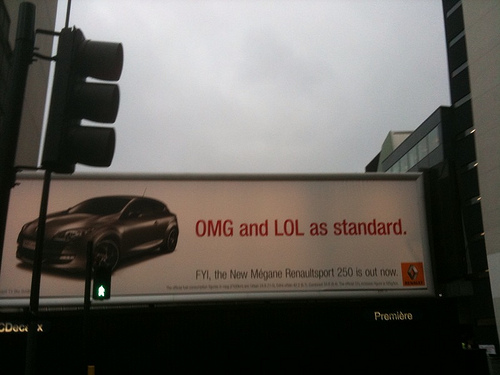 OMG and LOL as standard.
FYI, the New Mégane Renaultsport 250 is out now.
Première